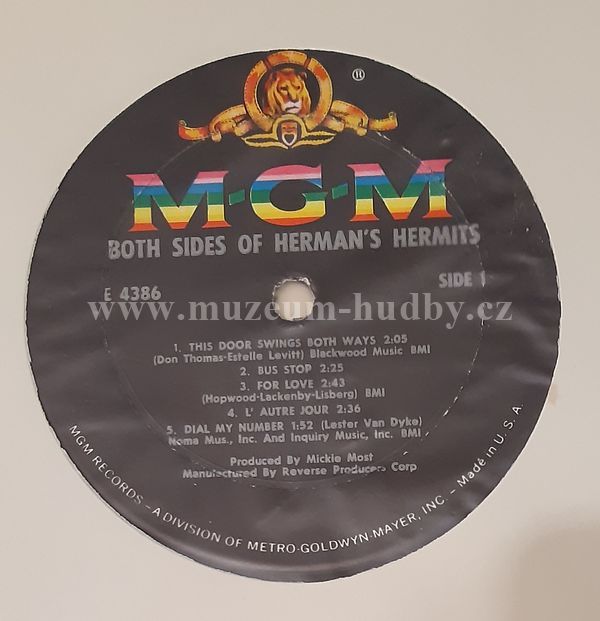 ®
M-G-M
BOTH SIDES OF HERMAN'S HERMITS
E 4386
SIDE 1
www.muzeum-hudby.cz
1. THIS DOOR SWINGS BOTH WAYS 2:05
(Don Thomas-Estelle Levitt) Blackwood Music BMI
2. BUS STOP 2:25
3. FOR LOVE 2:43
(Hopwood-Lackenby-Lisberg) BMI
4. L' AUTRE JOUR 2:36
5. DIAL MY NUMBER 1:52 (Lester Van Dyke)
Noma Mus., Inc. And Inquiry Music, Inc. BMI
Produced By Mickie Most
Manufactured By Reverse Producers Corp
MGM RECORDS – A DIVISION OF METRO-GOLDWYN-MAYER, INC. – Made in U. S. A.